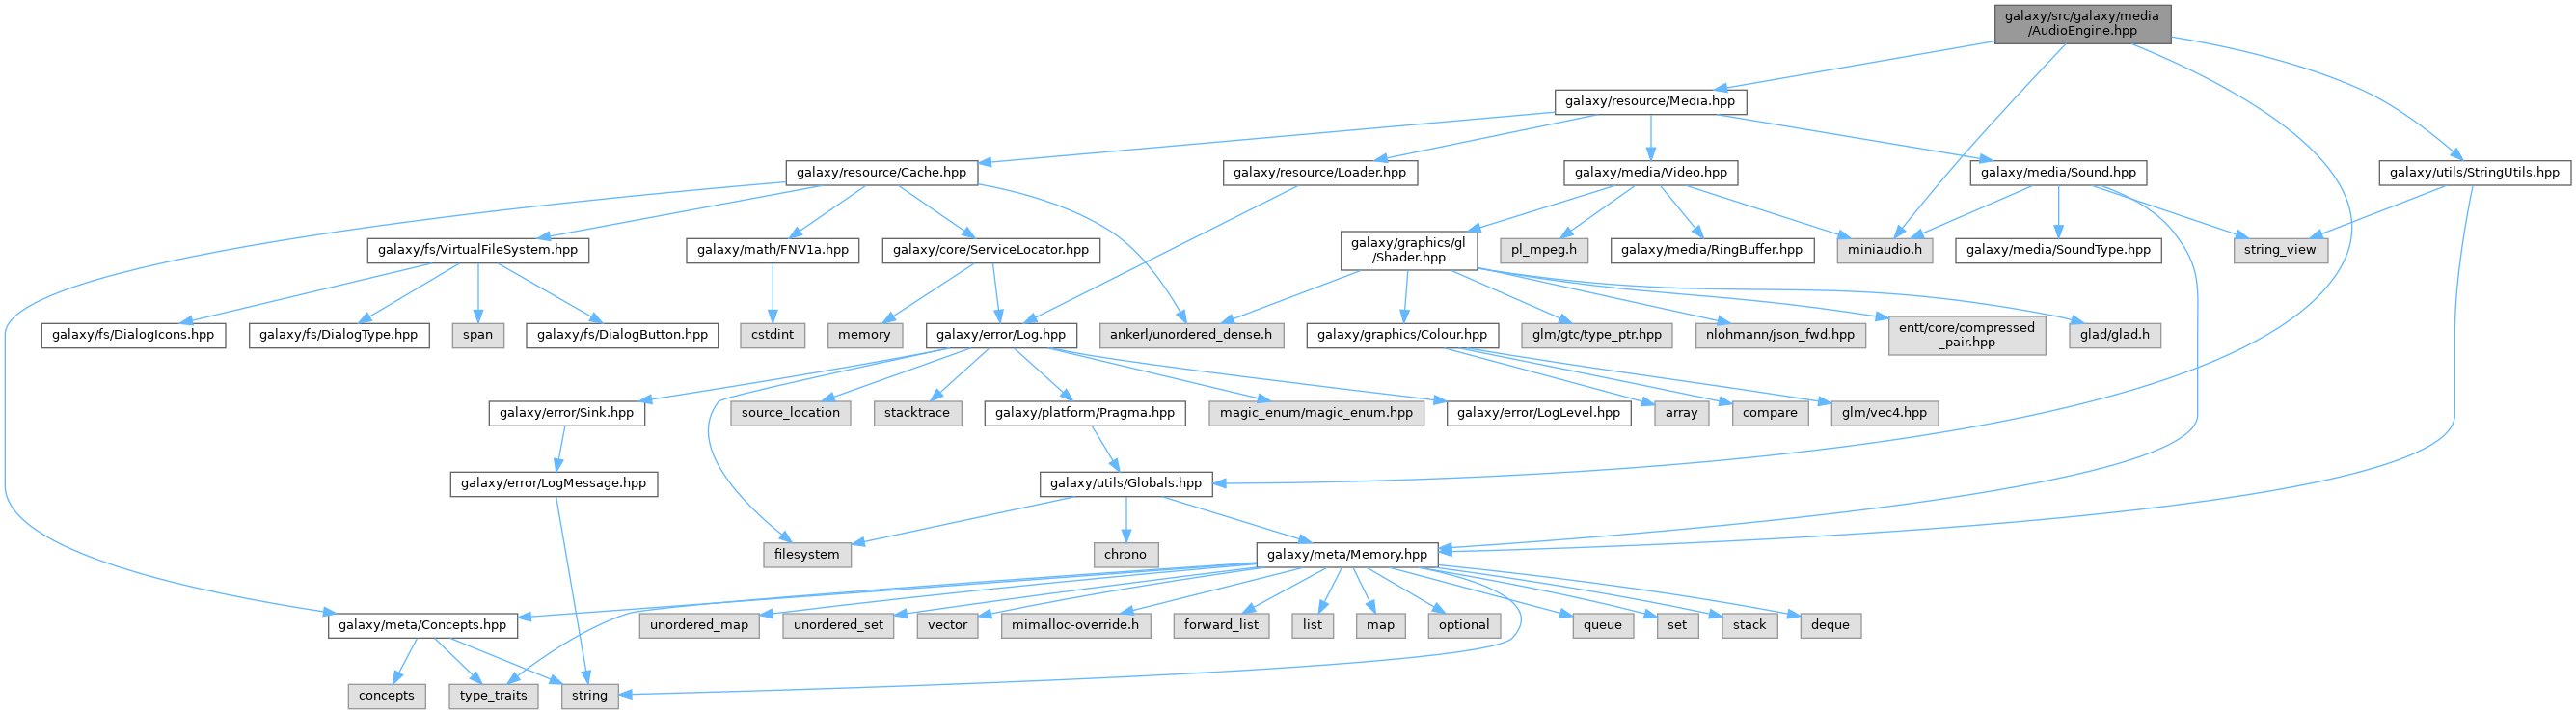 galaxy/src/galaxy/media
/AudioEngine.hpp
galaxy/resource/Media.hpp
galaxy/resource/Cache.hpp
galaxy/resource/Loader.hpp
galaxy/media/Video.hpp
galaxy/media/Sound.hpp
galaxy/utils/StringUtils.hpp
galaxy/fs/VirtualFileSystem.hpp
galaxy/math/FNV1a.hpp
galaxy/core/ServiceLocator.hpp
galaxy/graphics/gl
/Shader.hpp
pl_mpeg.h
galaxy/media/RingBuffer.hpp
miniaudio.h
galaxy/media/SoundType.hpp
string_view
galaxy/fs/DialogIcons.hpp
galaxy/fs/DialogType.hpp
span
galaxy/fs/DialogButton.hpp
cstdint
memory
galaxy/error/Log.hpp
ankerl/unordered_dense.h
galaxy/graphics/Colour.hpp
glm/gtc/type_ptr.hpp
nlohmann/json_fwd.hpp
entt/core/compressed
_pair.hpp
glad/glad.h
galaxy/error/Sink.hpp
source_location
stacktrace
galaxy/platform/Pragma.hpp
magic_enum/magic_enum.hpp
galaxy/error/LogLevel.hpp
array
compare
glm/vec4.hpp
galaxy/error/LogMessage.hpp
galaxy/utils/Globals.hpp
filesystem
chrono
galaxy/meta/Memory.hpp
galaxy/meta/Concepts.hpp
unordered_map
unordered_set
vector
mimalloc-override.h
forward_list
list
map
optional
queue
set
stack
deque
concepts
type_traits
string